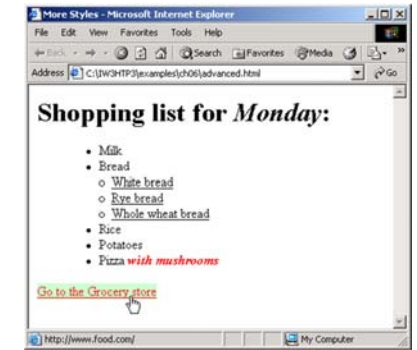 More Styles - Microsoft Internet Explorer
File Edit View Favorites Tools Help
Back Search Favorites Media
Address C:\IW3HTP3\examples\ch06\advanced.html Go
Shopping list for Monday:
• Milk
• Bread
o White bread
o Rye bread
o Whole wheat bread
• Rice
• Potatoes
• Pizza with mushrooms
Go to the Grocery store
http://www.food.com/ My Computer